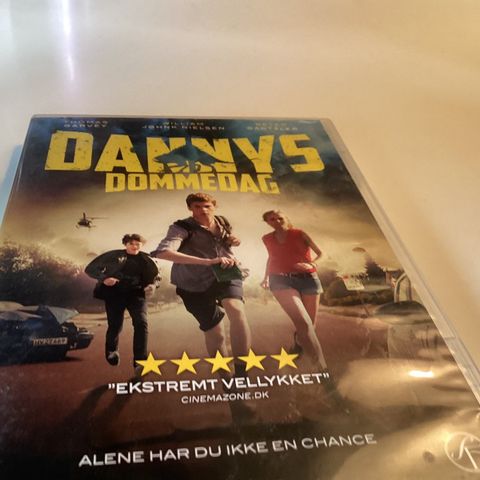 THOMAS WILLIAM
GARVEY JOHNK NIELSEN
DANNYS
DOMMEDAG
"EKSTREMT VELLYKKET"
CINEMAZONE.DK
ALENE HAR DU IKKE EN CHANCE